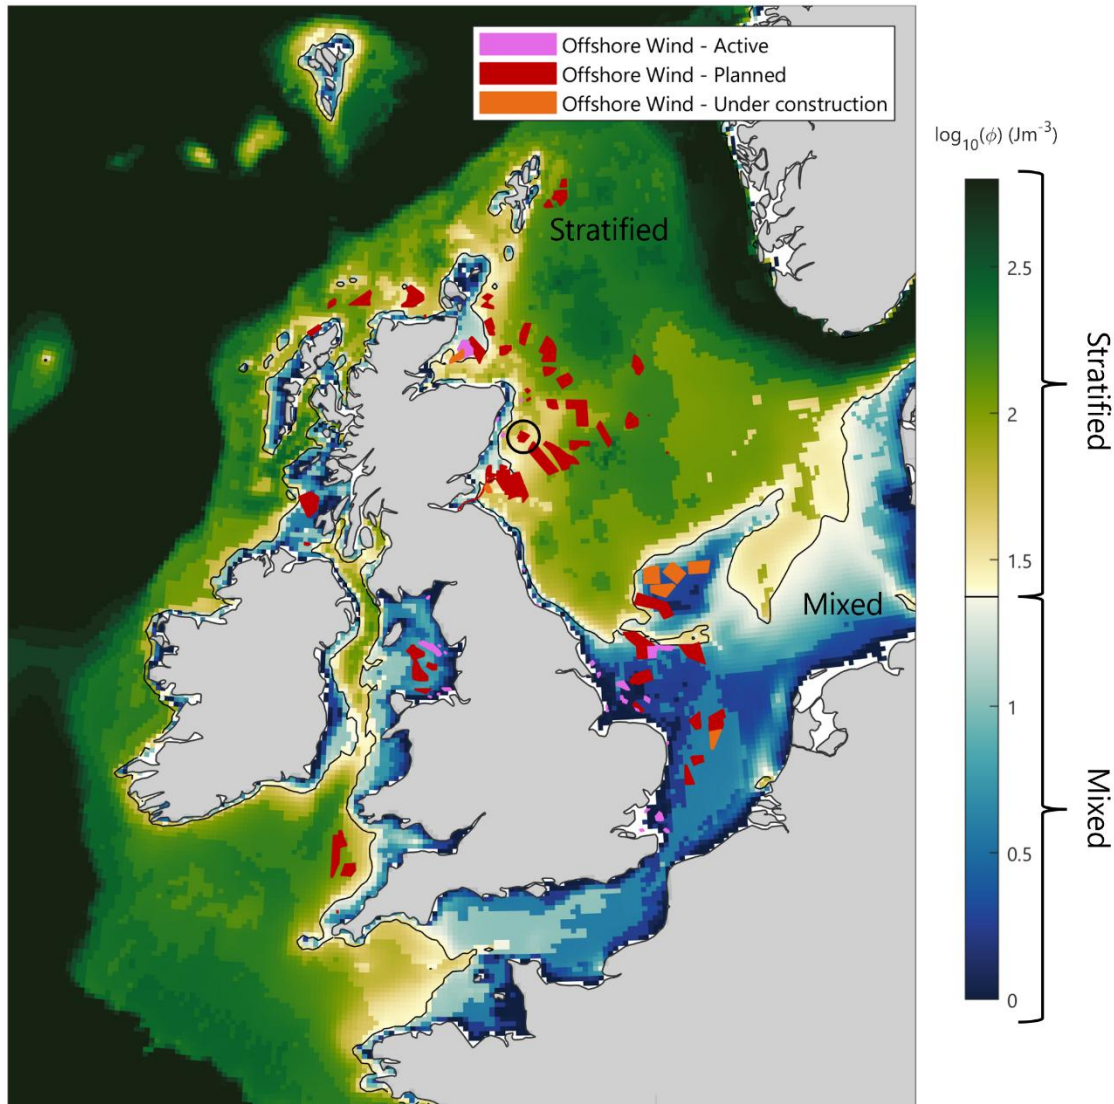 Offshore Wind - Active
Offshore Wind - Planned
Offshore Wind - Under construction
log10(ϕ) (Jm-3)
Stratified
2.5
2
Stratified
1.5
Mixed
1
Mixed
0.5
0